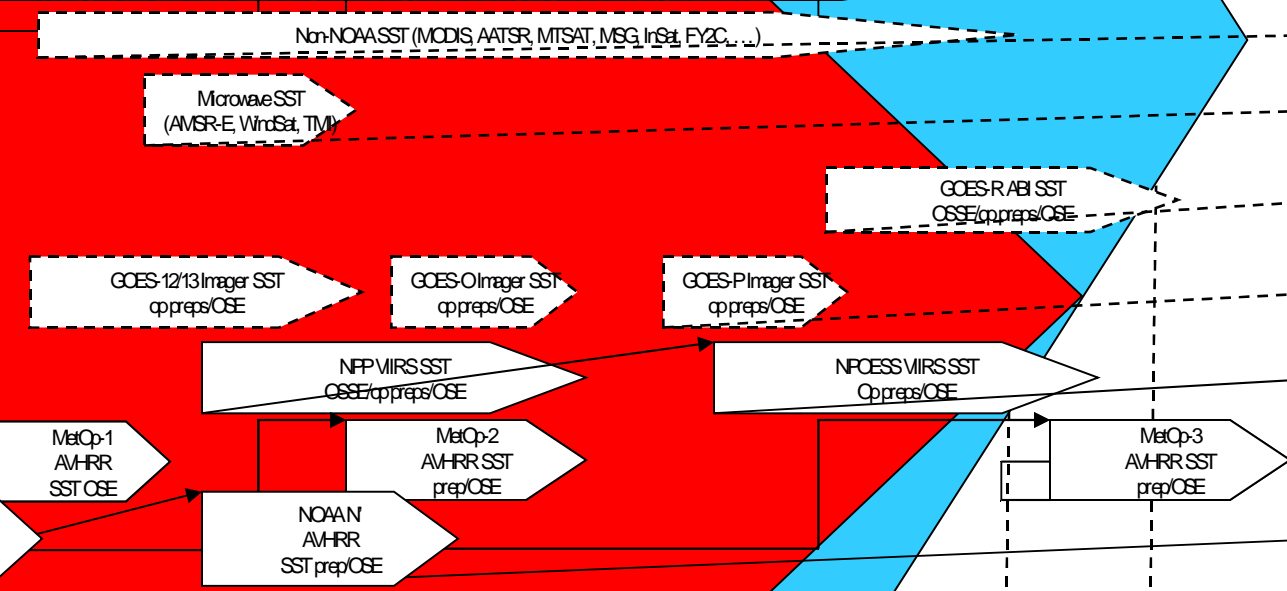 Non-NOAA SST (MODIS, AATSR, MTSAT, MSG, InSat, FY2C, . . . )
Microwave SST
(AMSR-E, WindSat, TMI)
GOES-R ABI SST
OSSE/op preps/OSE
GOES-12/13 Imager SST
op preps/OSE
GOES-O Imager SST
op preps/OSE
GOES-P Imager SST
op preps/OSE
NPP VIIRS SST
OSSE/op preps/OSE
NPOESS VIIRS SST
Op preps/OSE
MetOp-1
AVHRR
SST OSE
MetOp-2
AVHRR SST
prep/OSE
MetOp-3
AVHRR SST
prep/OSE
NOAA N'
AVHRR
SST prep/OSE